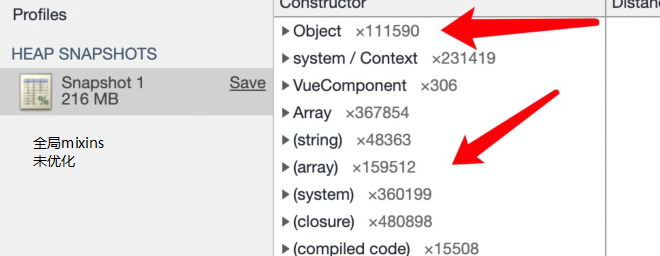 Constructor
Distan
Profiles
HEAP SNAPSHOTS
Snapshot 1
Save
216 MB
全局mixins
未优化
Object ×111590
system / Context ×231419
VueComponent ×306
Array ×367854
(string) ×48363
(array) ×159512
(system) ×360199
(closure) ×480898
(compiled code) ×15508